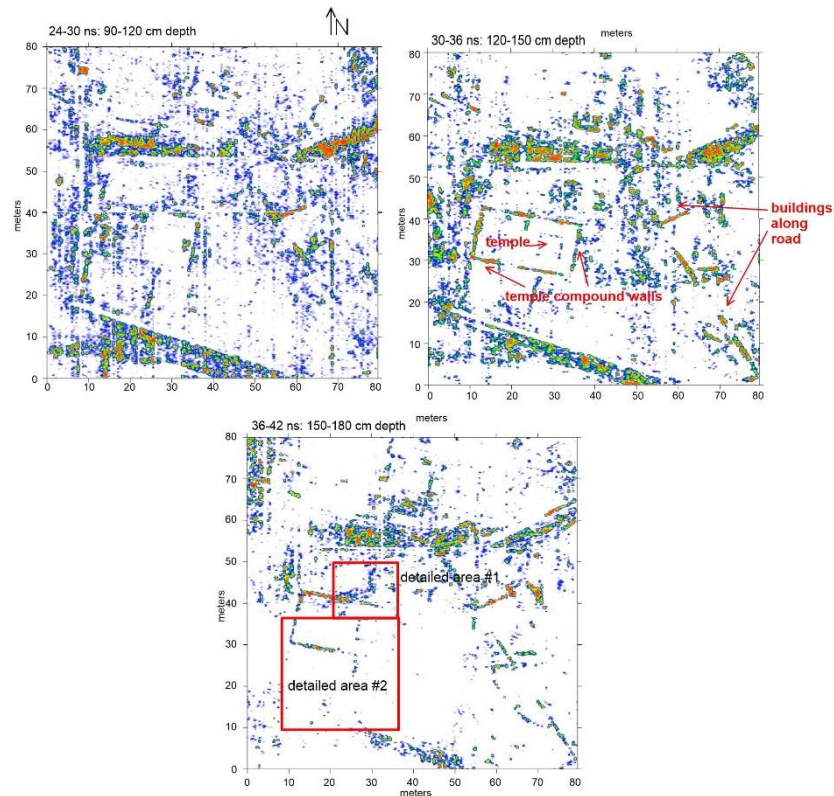 N
24-30 ns: 90-120 cm depth
80
70
60
50
40
30
20
10
0
meters
0 10 20 30 40 50 60 70 80
meters
30-36 ns: 120-150 cm depth
80
70
60
50
40
30
20
10
0
meters
buildings
along
road
temple
temple compound walls
0 10 20 30 40 50 60 70 80
meters
36-42 ns: 150-180 cm depth
80
70
60
50
40
30
20
10
0
meters
detailed area #1
detailed area #2
0 10 20 30 40 50 60 70 80
meters